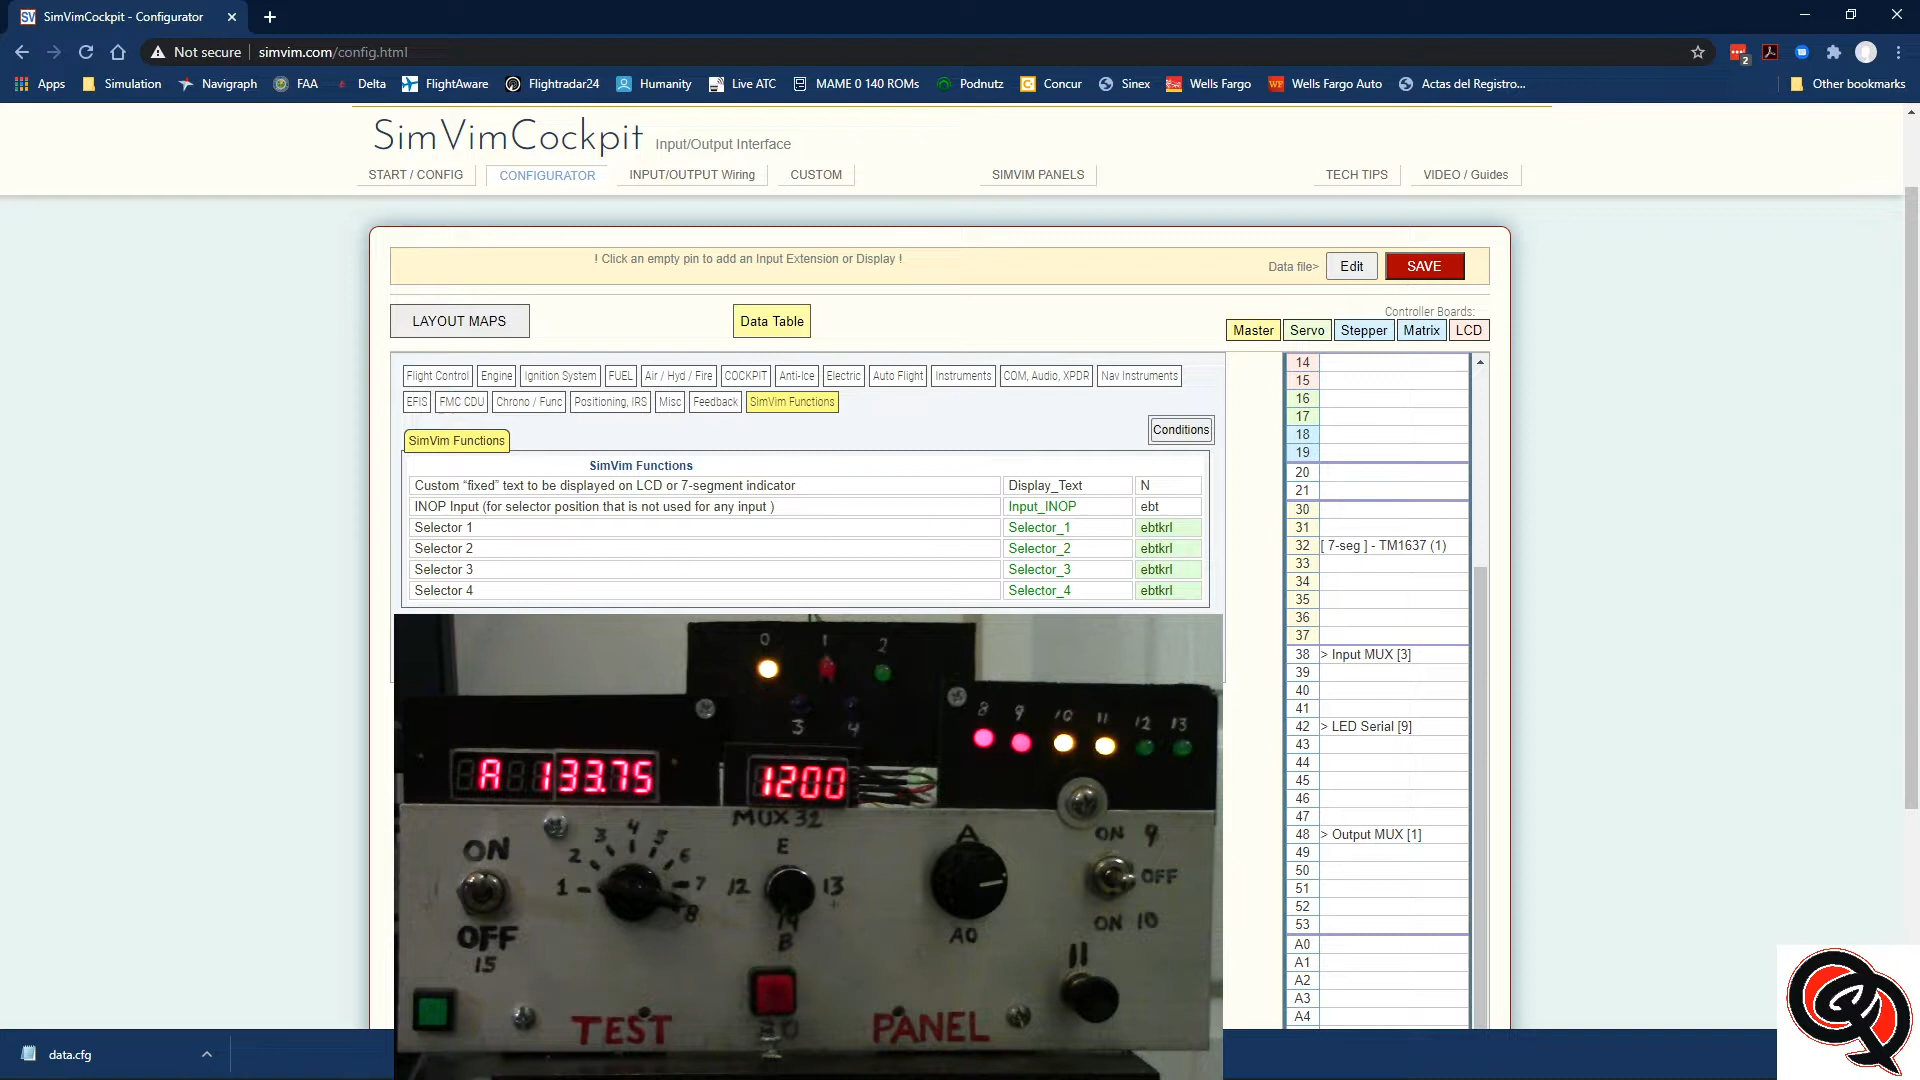 SimVimCockpit - Configurator
Not secure
simvim.com/config.html
2
Apps
Simulation
Navigraph
FAA
Delta
FlightAware
Flightradar24
Humanity
Live ATC
MAME 0 140 ROMs
Podnutz
Concur
Sinex
Wells Fargo
Wells Fargo Auto
Actas del Registro...
Other bookmarks
SimVimCockpit Input/Output Interface
START / CONFIG
CONFIGURATOR
INPUT/OUTPUT Wiring
CUSTOM
SIMVIM PANELS
TECH TIPS
VIDEO / Guides
! Click an empty pin to add an Input Extension or Display !
Data file>
Edit
SAVE
LAYOUT MAPS
Data Table
Controller Boards:
Master
Servo
Stepper
Matrix
LCD
Flight Control
Engine
Ignition System
FUEL
Air / Hyd / Fire
COCKPIT
Anti-Ice
Electric
Auto Flight
Instruments
COM, Audio, XPDR
Nav Instruments
EFIS
FMC CDU
Chrono / Func
Positioning, IRS
Misc
Feedback
SimVim Functions
Conditions
SimVim Functions
SimVim Functions
Custom “fixed” text to be displayed on LCD or 7-segment indicator Display_Text N
INOP Input (for selector position that is not used for any input ) Input_INOP ebt
Selector 1 Selector_1 ebtkrl
Selector 2 Selector_2 ebtkrl
Selector 3 Selector_3 ebtkrl
Selector 4 Selector_4 ebtkrl
14
15
16
17
18
19
20
21
30
31
32 [ 7-seg ] - TM1637 (1)
33
34
35
36
37
38 > Input MUX [3]
39
40
41
42 > LED Serial [9]
43
44
45
46
47
48 > Output MUX [1]
49
50
51
52
53
A0
A1
A2
A3
A4
0 1 2
3 4
8 9 10 11 12 13
A 133.75
1200
MUX 32
ON
OFF
15
1 2 3 4 5 6 7 8
E
12 13
14
B
A
A0
ON 9
OFF
ON 10
11
TEST PANEL
data.cfg